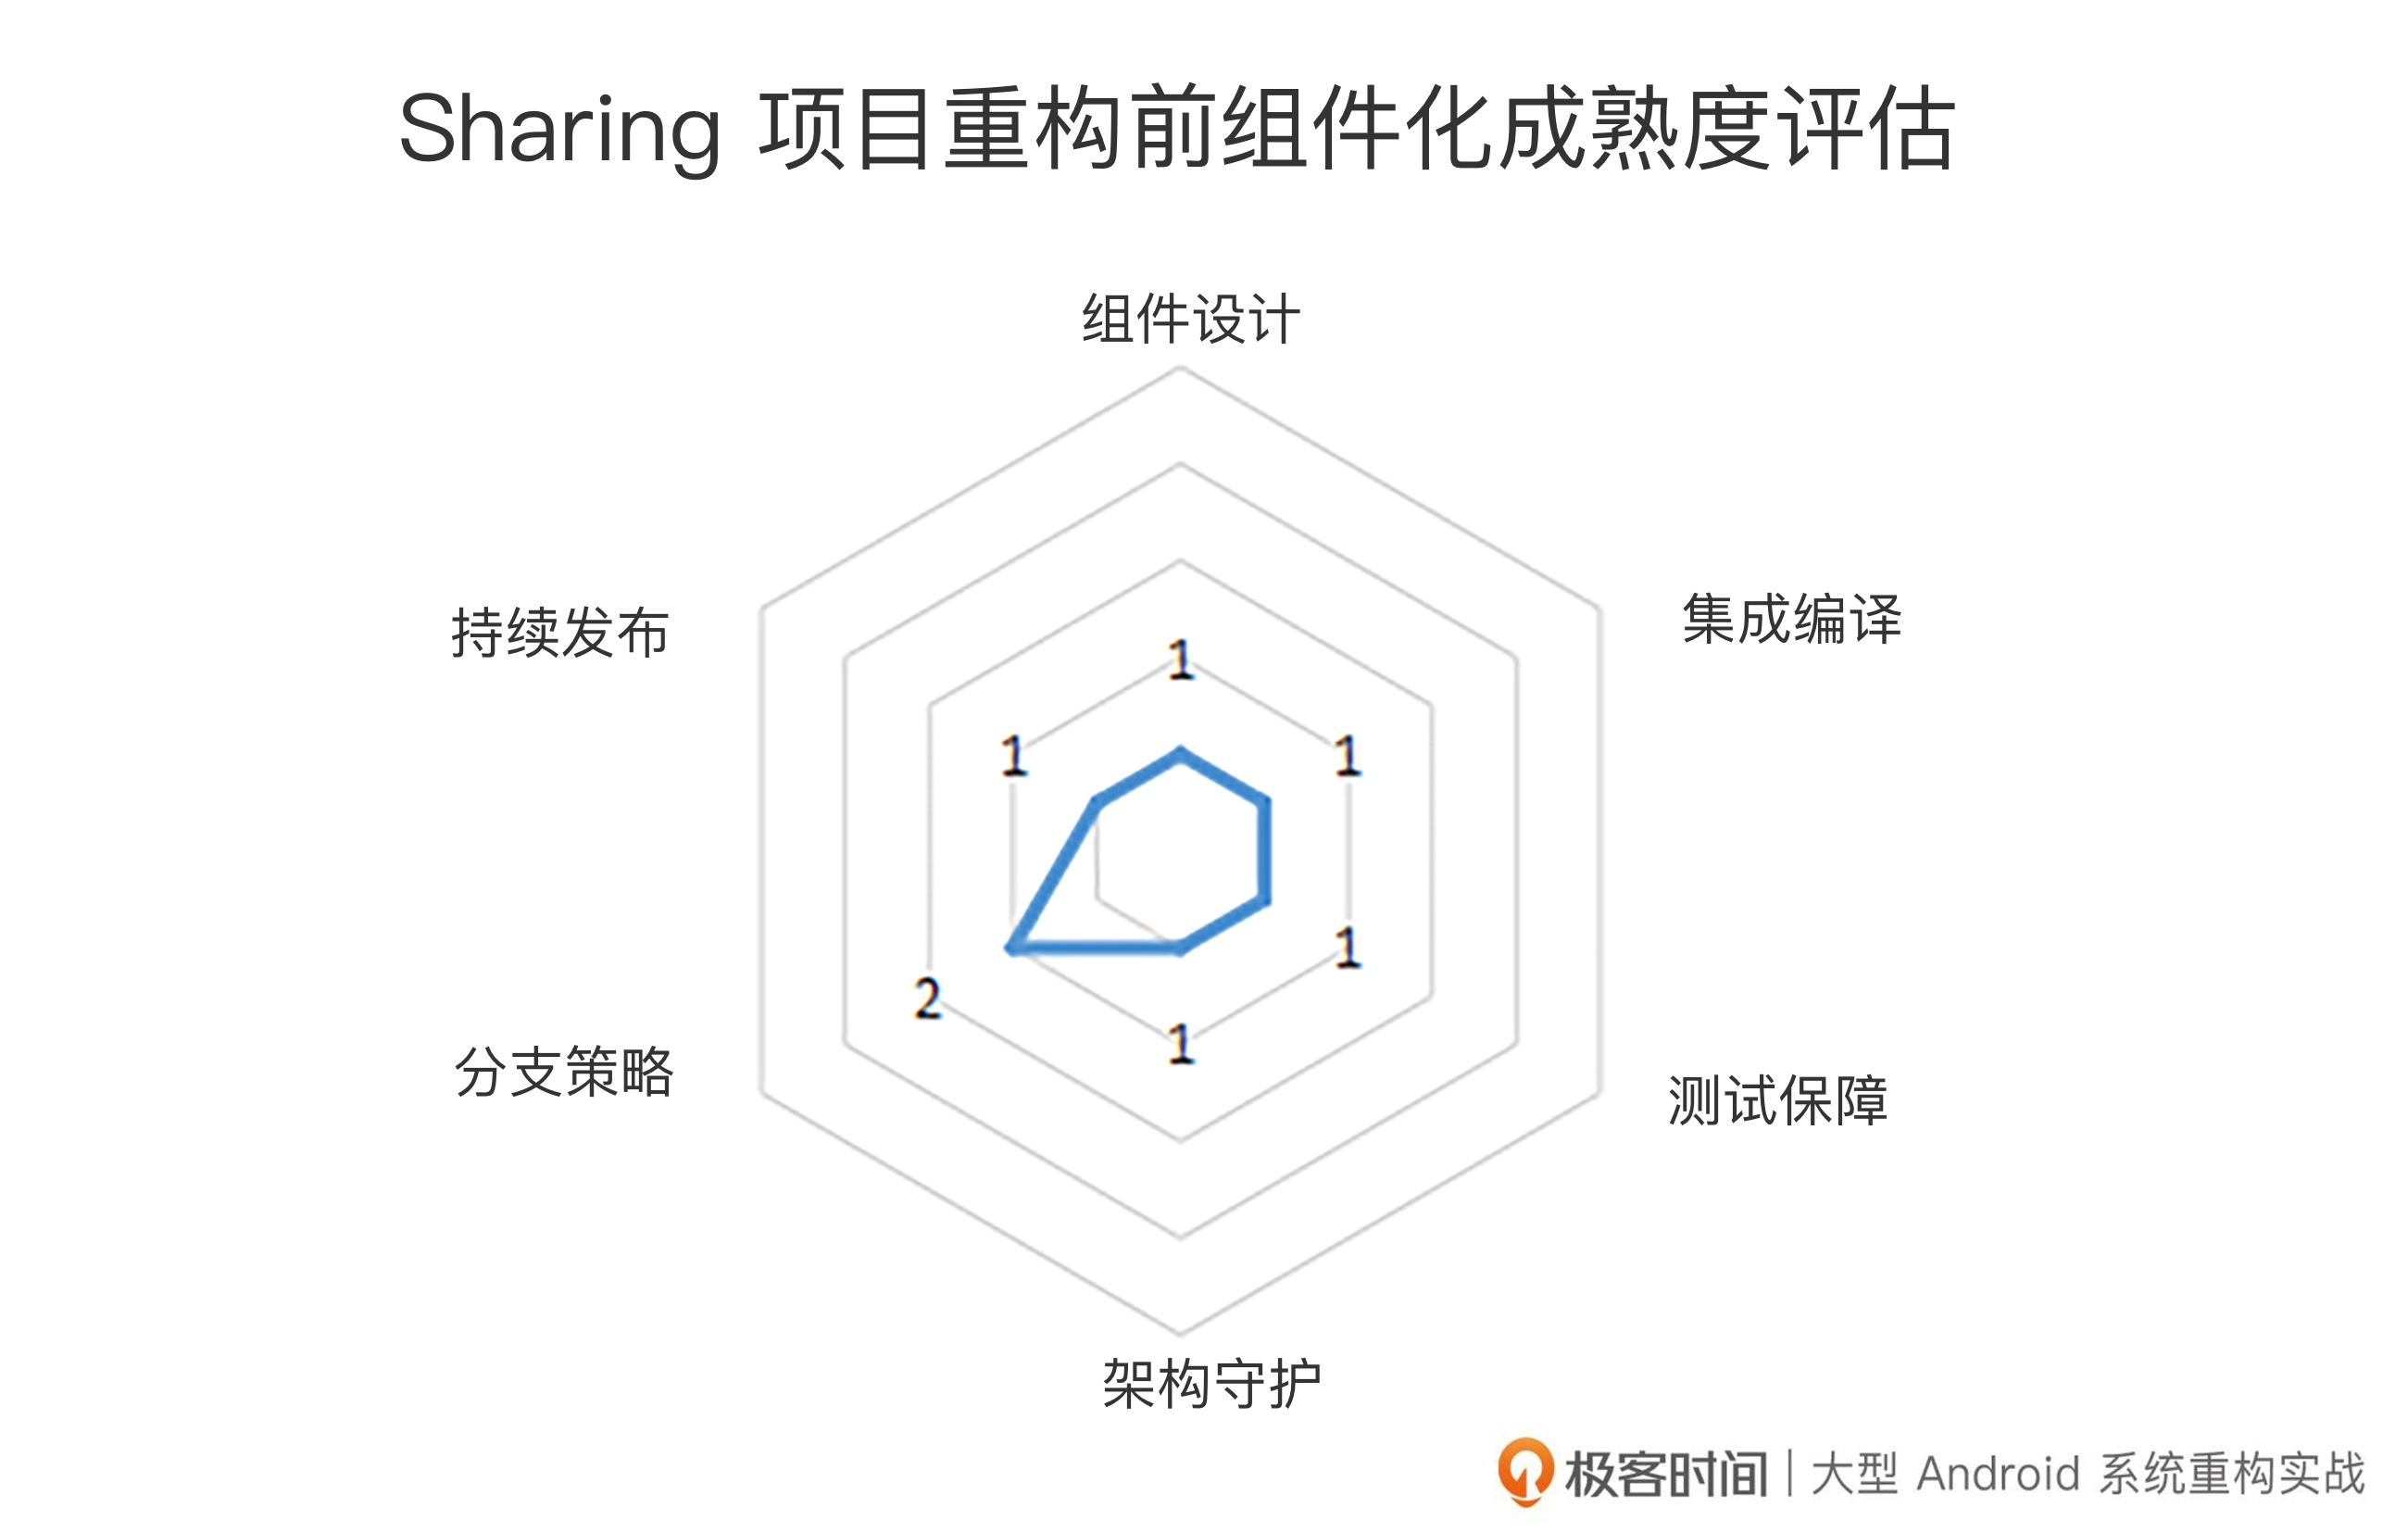 Sharing 项目重构前组件化成熟度评估
组件设计
持续发布
集成编译
1
1
1
1
2
1
分支策略
测试保障
架构守护
极客时间 | 大型 Android 系统重构实战